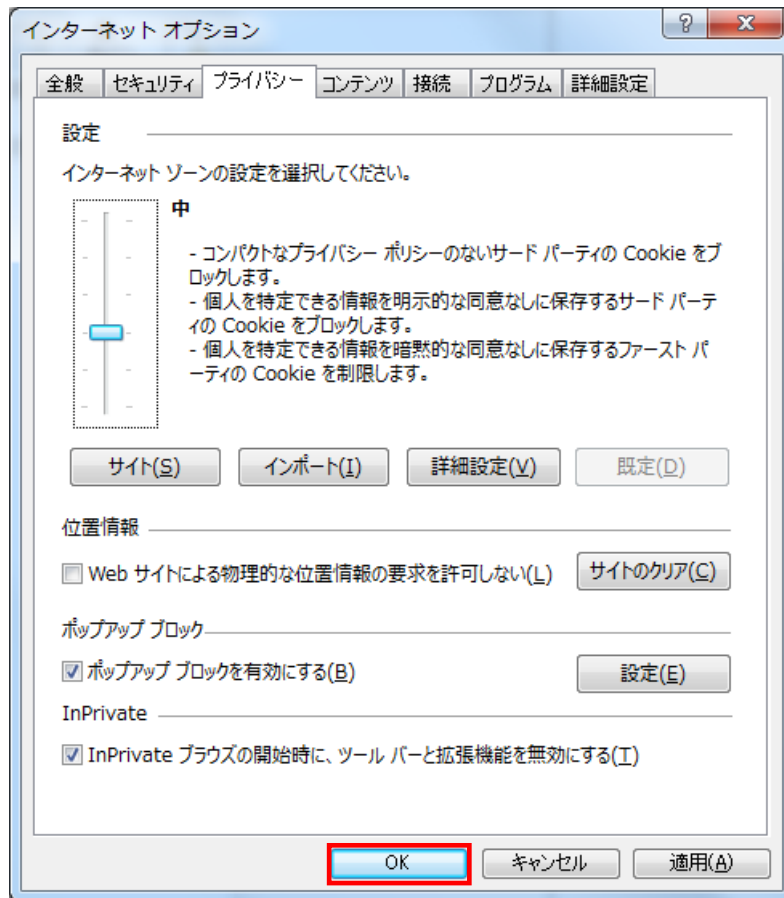 インターネット オプション
全般 セキュリティ プライバシー コンテンツ 接続 プログラム 詳細設定
設定
インターネット ゾーンの設定を選択してください。
中
- コンパクトなプライバシー ポリシーのないサード パーティの Cookie をブ
ロックします。
- 個人を特定できる情報を明示的な同意なしに保存するサード パーテ
ィの Cookie をブロックします。
- 個人を特定できる情報を暗黙的な同意なしに保存するファースト パ
ーティの Cookie を制限します。
サイト(S) インポート(I) 詳細設定(V) 既定(D)
位置情報
Web サイトによる物理的な位置情報の要求を許可しない(L) サイトのクリア(C)
ポップアップ ブロック
ポップアップ ブロックを有効にする(B) 設定(E)
InPrivate
InPrivate ブラウズの開始時に、ツール バーと拡張機能を無効にする(T)
OK キャンセル 適用(A)